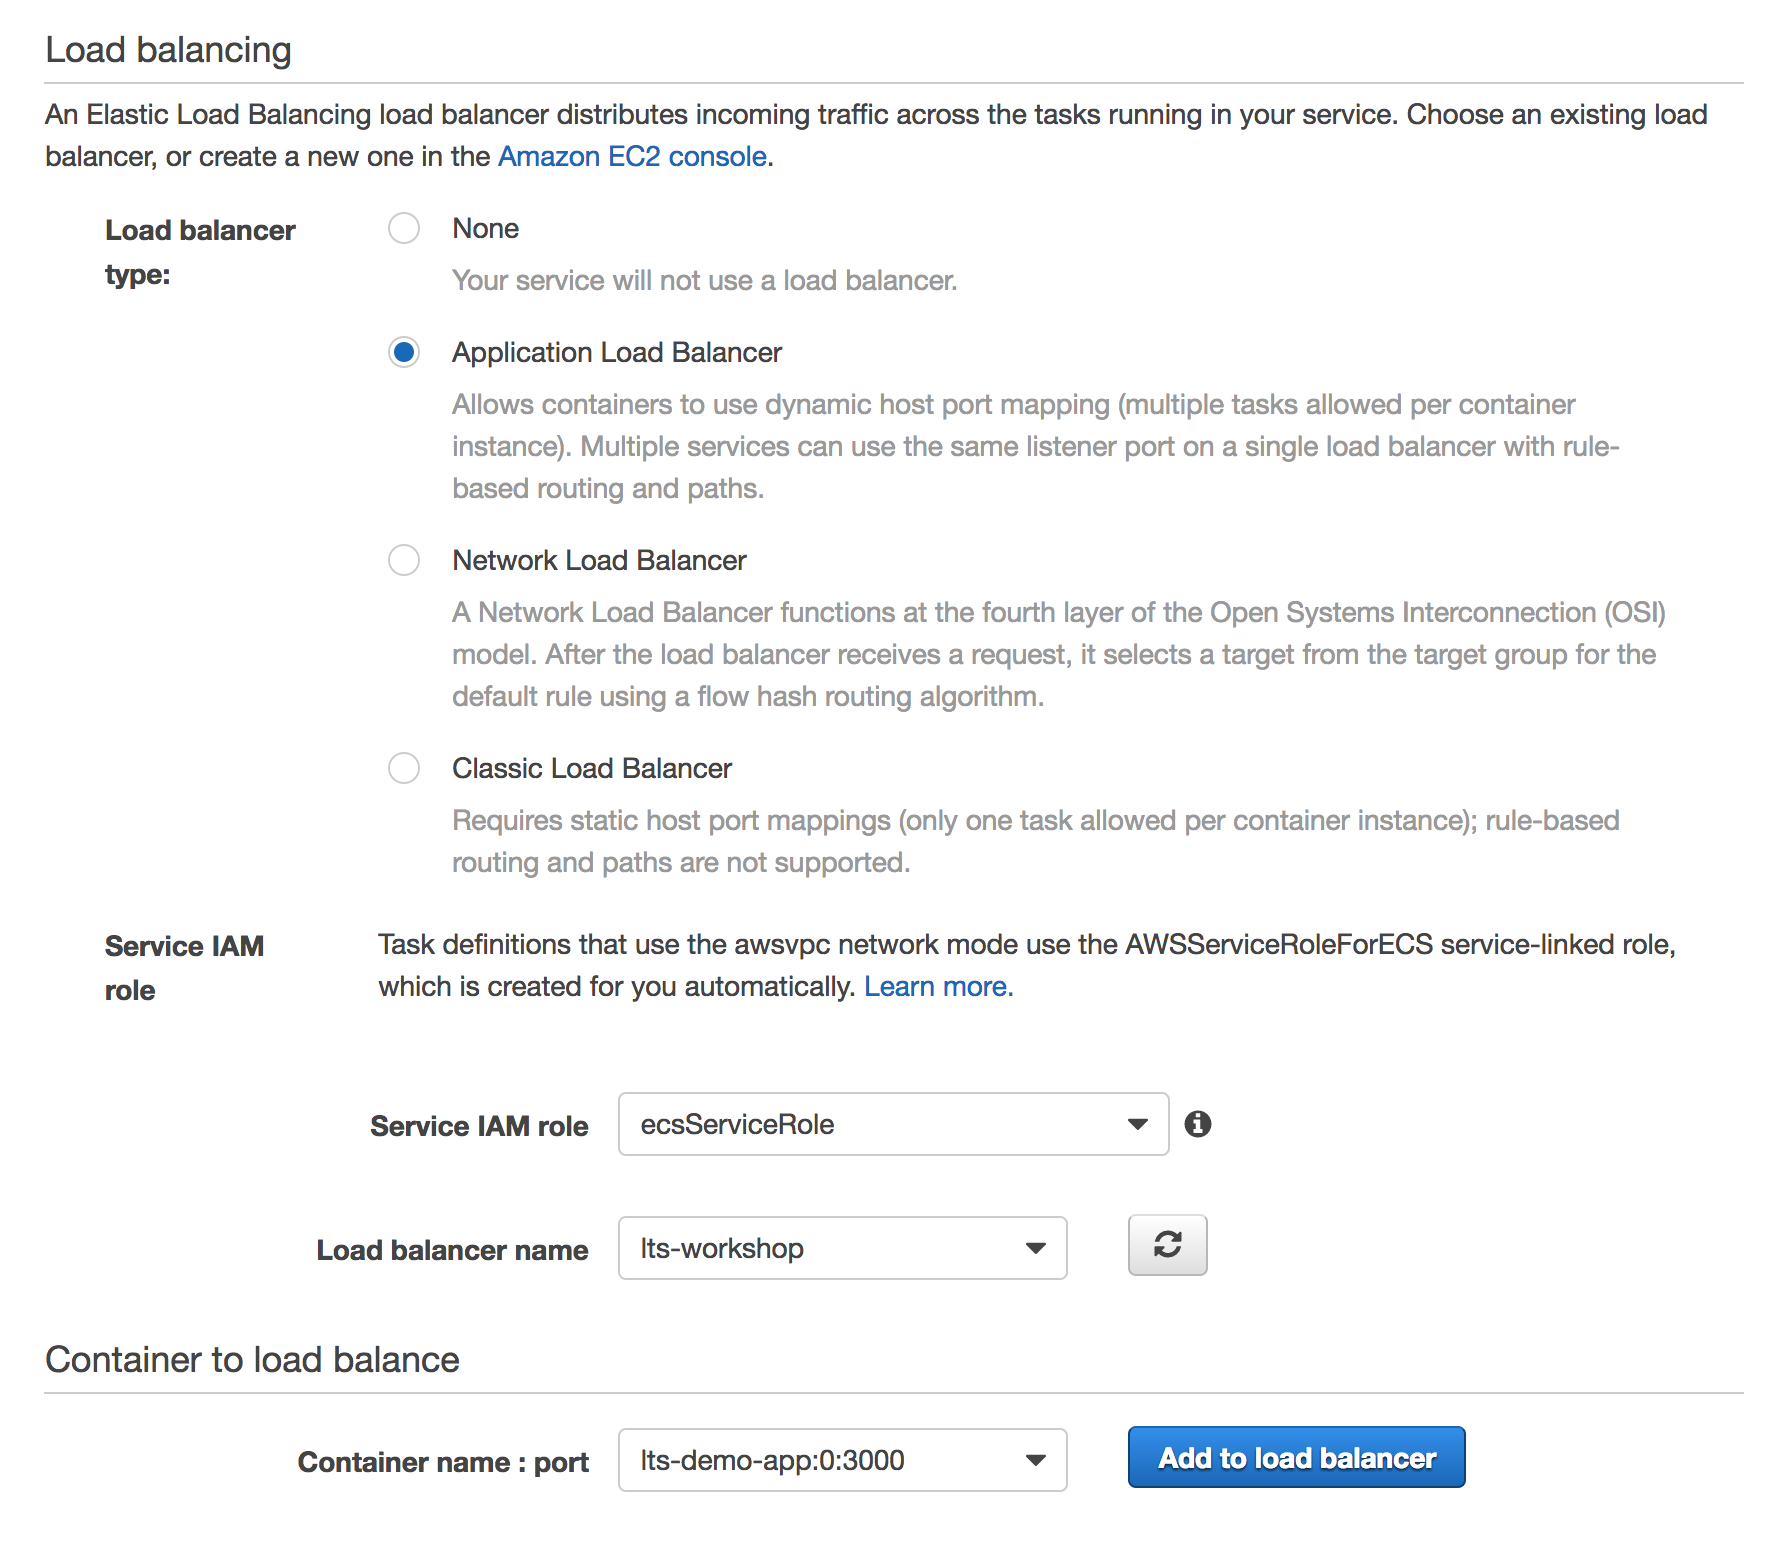 Load balancing
An Elastic Load Balancing load balancer distributes incoming traffic across the tasks running in your service. Choose an existing load
balancer, or create a new one in the Amazon EC2 console.
Load balancer
type:
None
Your service will not use a load balancer.
Application Load Balancer
Allows containers to use dynamic host port mapping (multiple tasks allowed per container
instance). Multiple services can use the same listener port on a single load balancer with rule-
based routing and paths.
Network Load Balancer
A Network Load Balancer functions at the fourth layer of the Open Systems Interconnection (OSI)
model. After the load balancer receives a request, it selects a target from the target group for the
default rule using a flow hash routing algorithm.
Classic Load Balancer
Requires static host port mappings (only one task allowed per container instance); rule-based
routing and paths are not supported.
Service IAM
role
Task definitions that use the awsvpc network mode use the AWSServiceRoleForECS service-linked role,
which is created for you automatically. Learn more.
Service IAM role ecsServiceRole
Load balancer name lts-workshop
Container to load balance
Container name : port lts-demo-app:0:3000 Add to load balancer